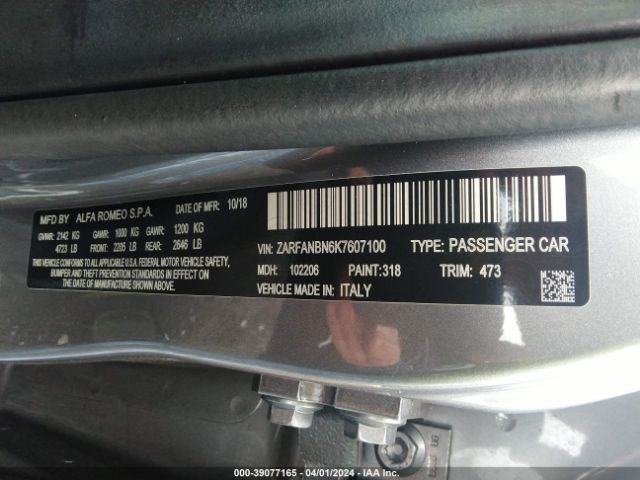 MFD BY ALFA ROMEO S.P.A. DATE OF MFR: 10/18
GVWR: 2142 KG GAWR: 1000 KG GAWR: 1200 KG
4723 LB FRONT: 2205 LB REAR: 2646 LB
THIS VEHICLE CONFORMS TO ALL APPLICABLE U.S.A. FEDERAL MOTOR VEHICLE SAFETY,
BUMPER AND THEFT PREVENTION STANDARDS IN EFFECT ON
THE DATE OF MANUFACTURE SHOWN ABOVE.
VIN: ZARFANBN6K7607100 TYPE: PASSENGER CAR
MDH: 102206 PAINT:318 TRIM: 473
VEHICLE MADE IN: ITALY
000-39077165 - 04/01/2024 - IAA Inc.